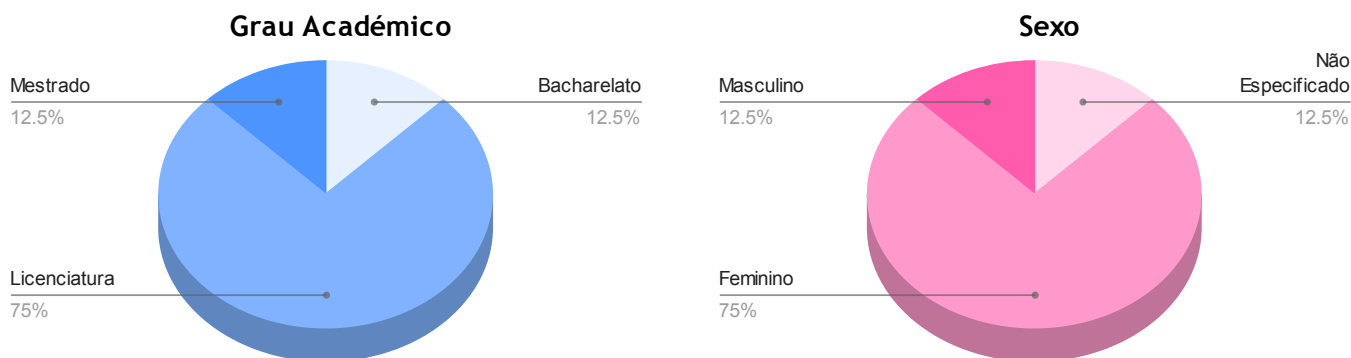 Grau Académico
Mestrado
12.5%
Bacharelato
12.5%
Licenciatura
75%
Sexo
Masculino
12.5%
Não
Especificado
12.5%
Feminino
75%